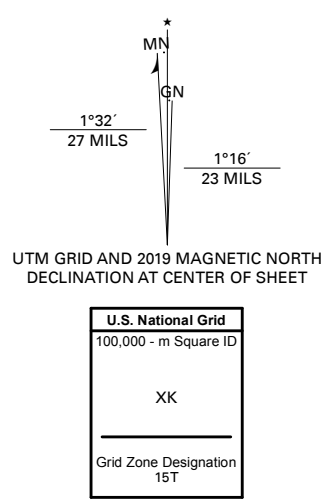 MN
GN
1°32´
27 MILS
1°16´
23 MILS
UTM GRID AND 2019 MAGNETIC NORTH
DECLINATION AT CENTER OF SHEET
U.S. National Grid
100,000 - m Square ID
XK
Grid Zone Designation
15T